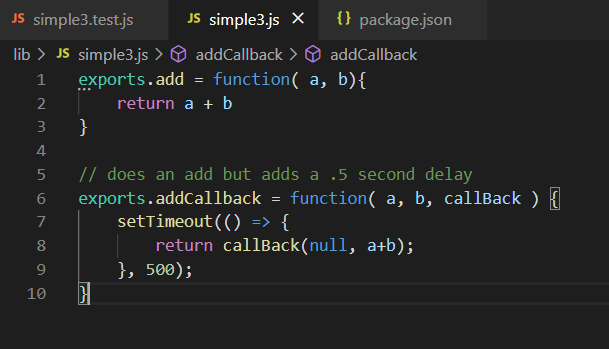 JS simple3.test.js JS simple3.js × {} package.json
lib > JS simple3.js > addCallback > addCallback
1 exports.add = function( a, b){
2 return a + b
3 }
4
5 // does an add but adds a .5 second delay
6 exports.addCallback = function( a, b, callBack ) {
7 setTimeout(() => {
8 return callBack(null, a+b);
9 }, 500);
10 }